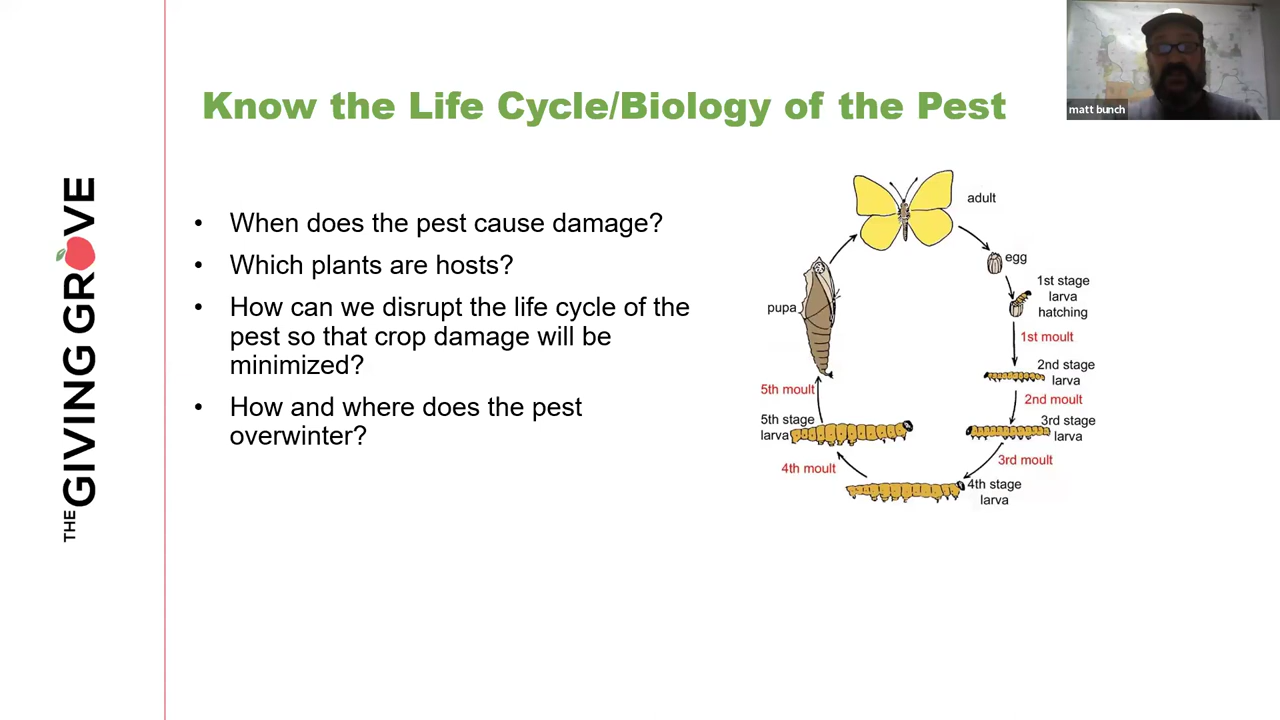 Know the Life Cycle/Biology of the Pest
matt bunch
THE GIVING GROVE
• When does the pest cause damage?
• Which plants are hosts?
• How can we disrupt the life cycle of the
pest so that crop damage will be
minimized?
• How and where does the pest
overwinter?
adult
egg
1st stage
larva
hatching
1st moult
2nd stage
larva
2nd moult
3rd stage
larva
3rd moult
4th stage
larva
4th moult
5th stage
larva
5th moult
pupa